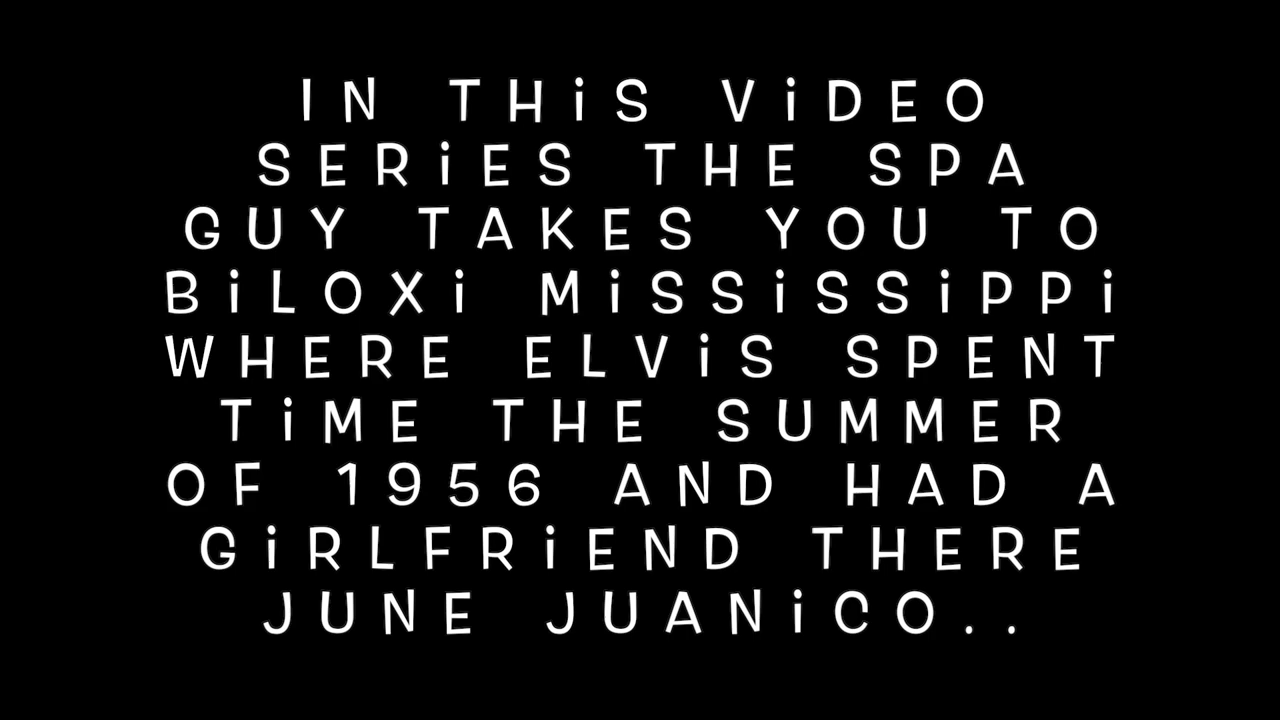 IN THiS ViDEO
SERiES THE SPA
GUY TAKES YOU TO
BiLOXi MiSSiSSiPPi
WHERE ELViS SPENT
TiME THE SUMMER
OF 1956 AND HAD A
GiRLFRiEND THERE
JUNE JUANiCO..